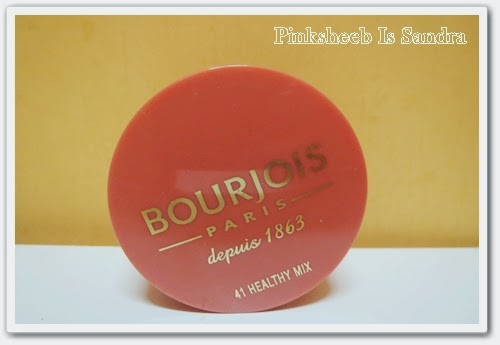 Pinksheeb Is Sandra
BOURJOIS
PARIS
depuis 1863
41 HEALTHY MIX